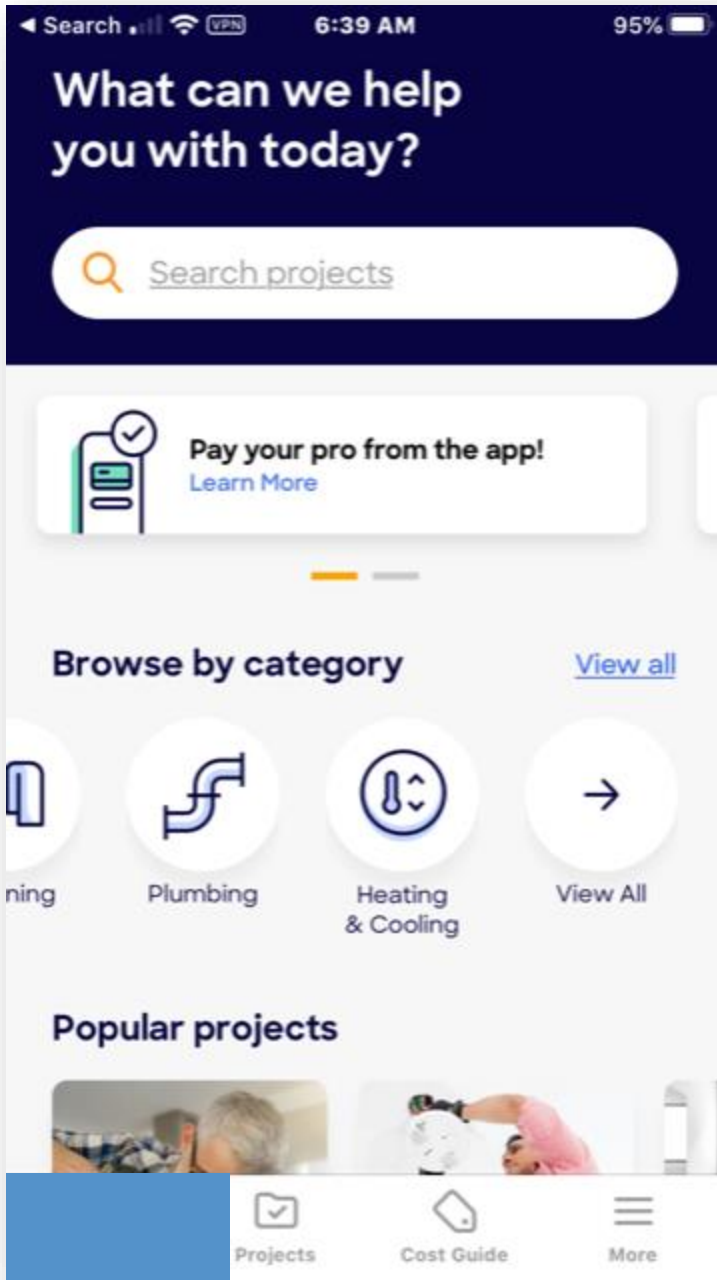 Search VPN 6:39 AM 95%
What can we help
you with today?
Search projects
Pay your pro from the app!
Learn More
Browse by category View all
ning Plumbing Heating View All
& Cooling
Popular projects
Projects Cost Guide More